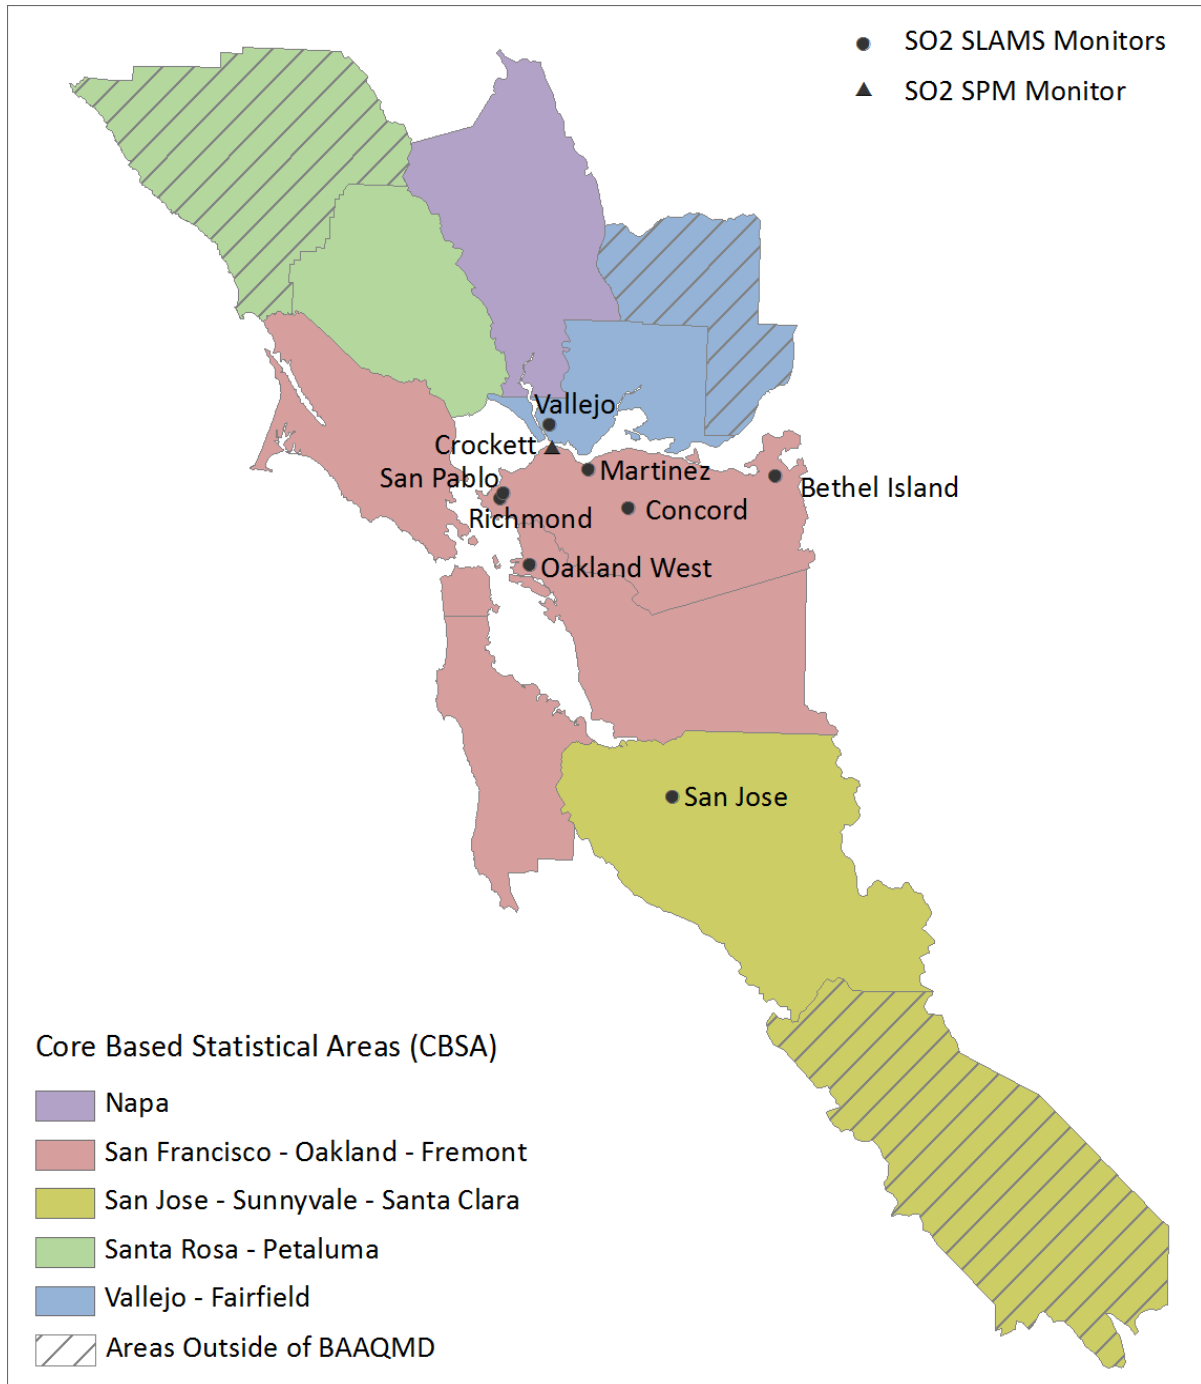 SO2 SLAMS Monitors
SO2 SPM Monitor
Vallejo
Crockett
San Pablo
Martinez
Bethel Island
Richmond
Concord
Oakland West
San Jose
Core Based Statistical Areas (CBSA)
Napa
San Francisco - Oakland - Fremont
San Jose - Sunnyvale - Santa Clara
Santa Rosa - Petaluma
Vallejo - Fairfield
Areas Outside of BAAQMD